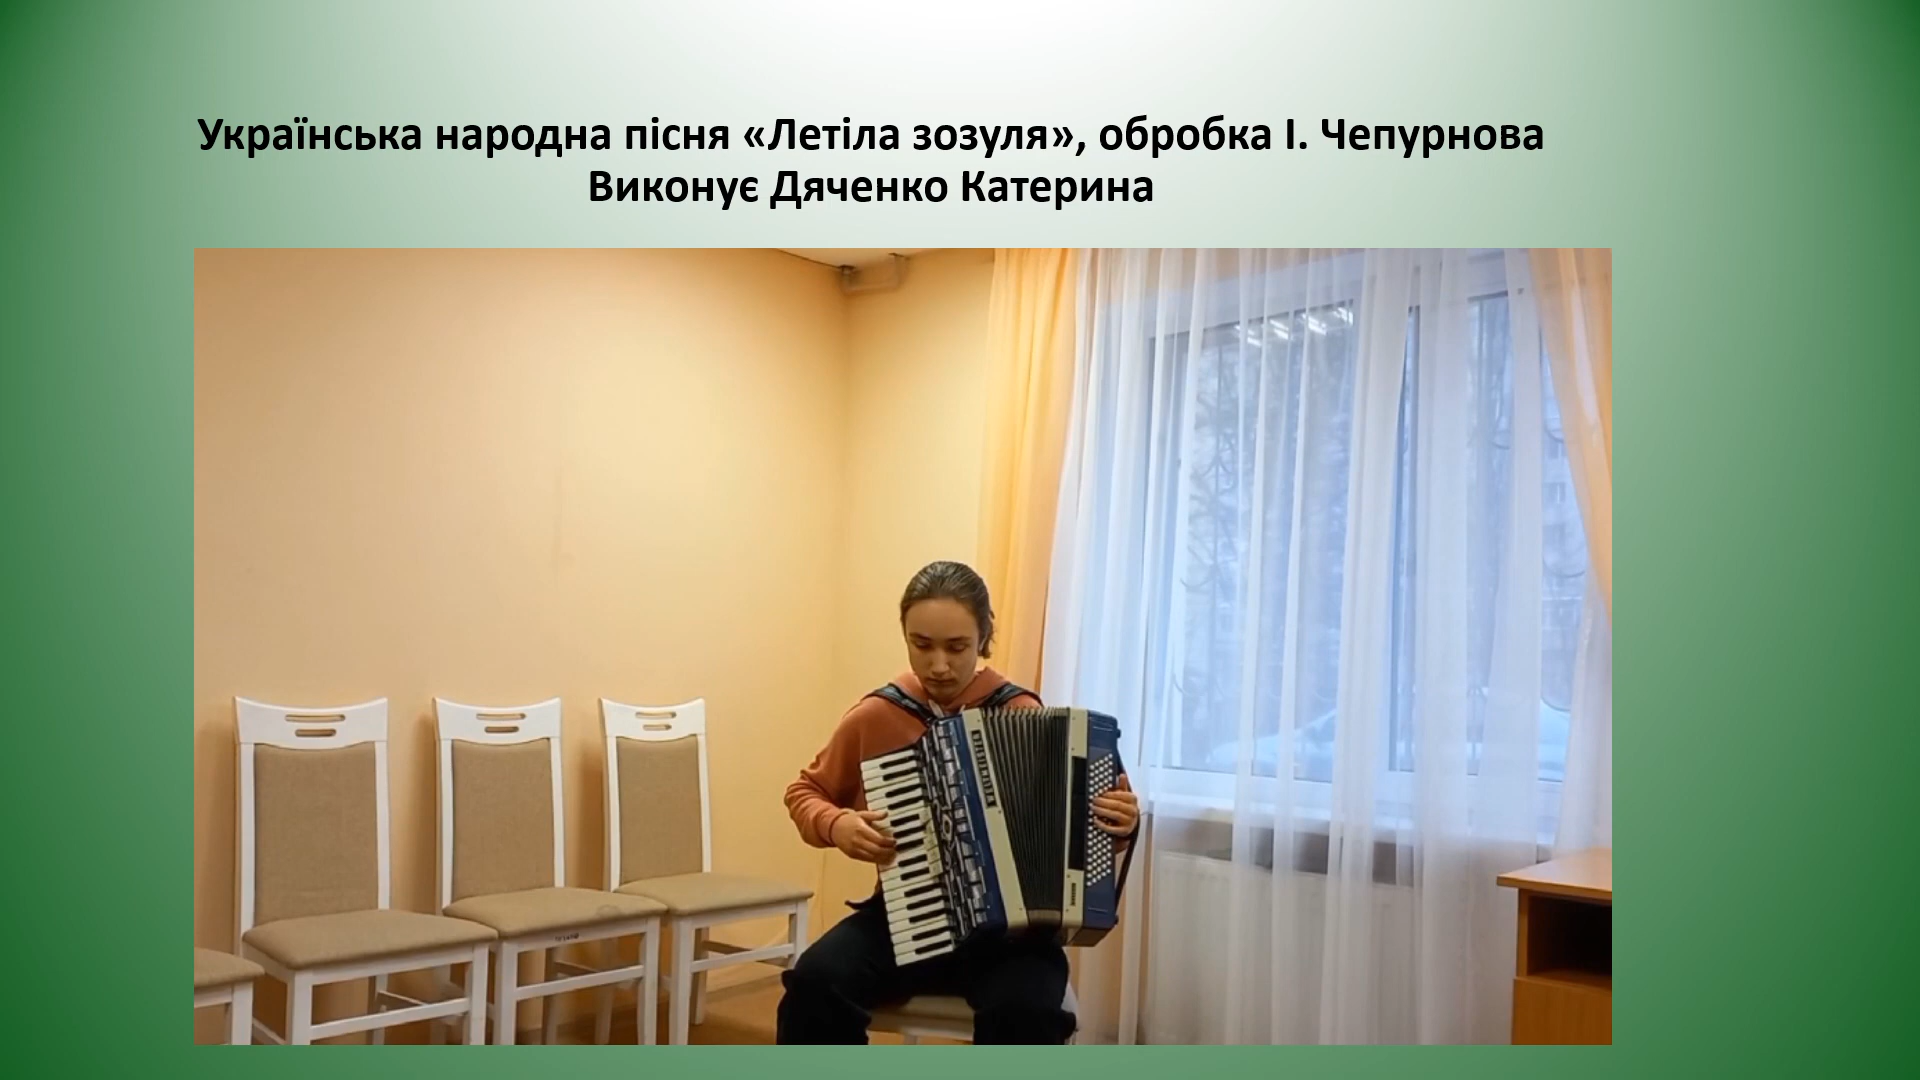 Українська народна пісня «Летіла зозуля», обробка І. Чепурнова
Виконує Дяченко Катерина